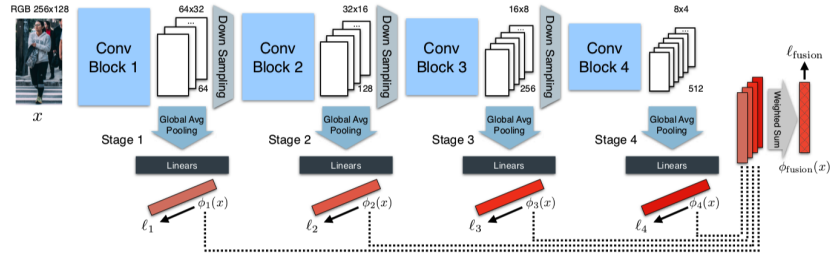 RGB 256x128
64x32
32x16
16x8
8x4
Conv
Block 1
...
64
Down Sampling
Conv
Block 2
...
128
Down Sampling
Conv
Block 3
...
256
Down Sampling
Conv
Block 4
...
512
x
Stage 1
Global Avg
Pooling
Stage 2
Global Avg
Pooling
Stage 3
Global Avg
Pooling
Stage 4
Global Avg
Pooling
Linears
Linears
Linears
Linears
ℓ1
ϕ1(x)
ℓ2
ϕ2(x)
ℓ3
ϕ3(x)
ℓ4
ϕ4(x)
Weighted Sum
ℓfusion
ϕfusion(x)